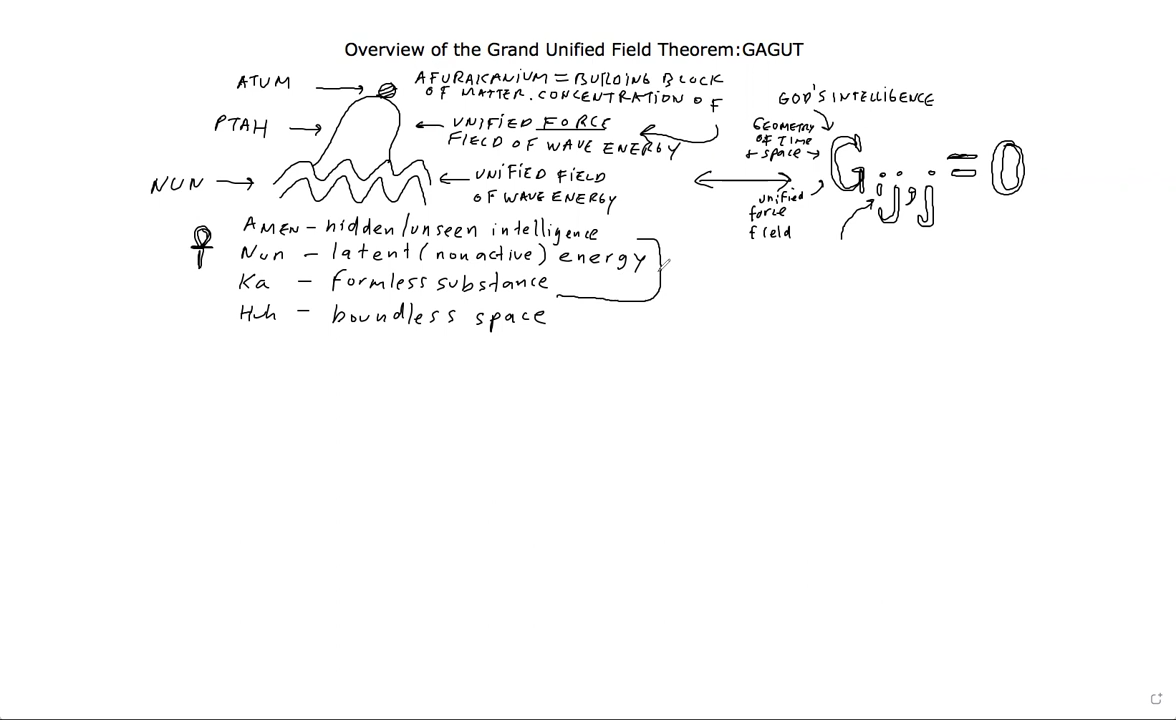 Overview of the Grand Unified Field Theorem:GAGUT
ATUM
AFURAKANIUM = BUILDING BLOCK
OF MATTER. CONCENTRATION OF
PTAH
UNIFIED FORCE
FIELD OF WAVE ENERGY
NUN
UNIFIED FIELD
OF WAVE ENERGY
GOD'S INTELLIGENCE
GEOMETRY
OF TIME
+ space
Gij,j = 0
unified
force
field
AMEN - hidden/unseen intelligence
Nun - latent (nonactive) energy
Ka - formless substance
Huh - boundless space